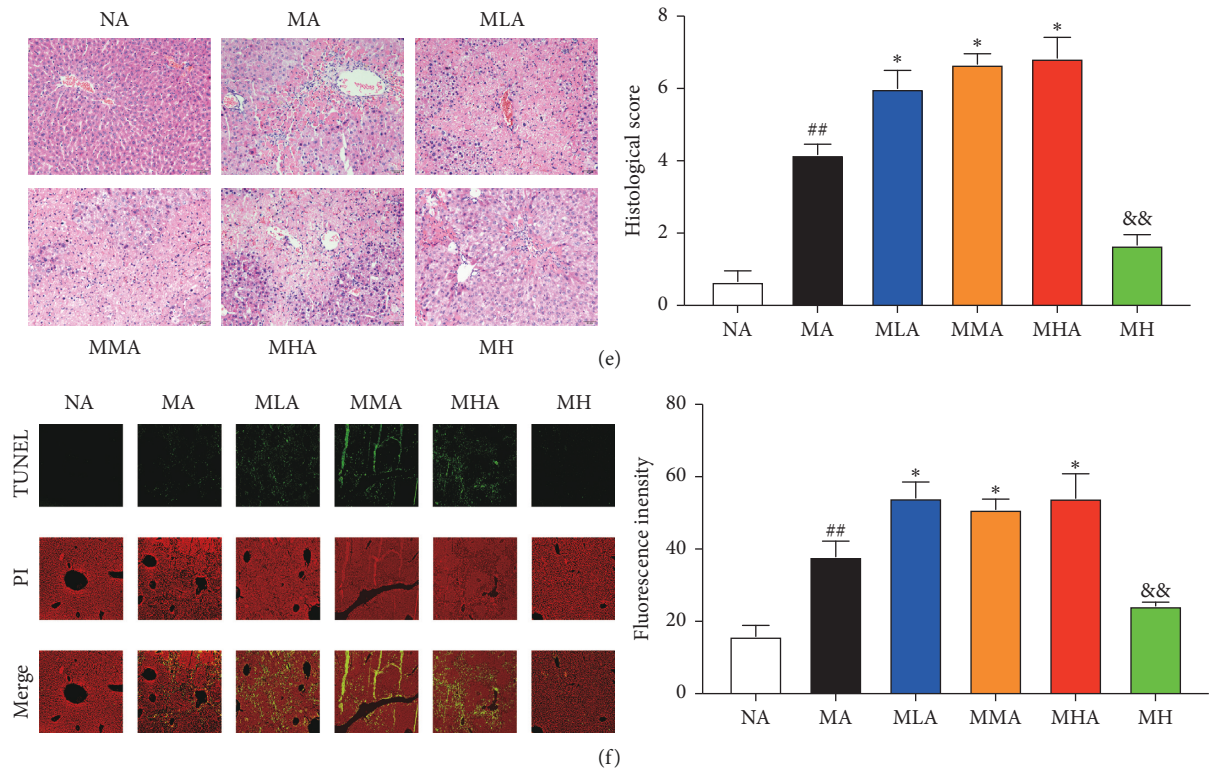 NA MA MLA
MMA MHA MH
Histological score
8
6
4
2
0
##
*
*
*
&&
NA MA MLA MMA MHA MH
(e)
NA MA MLA MMA MHA MH
TUNEL
PI
Merge
Fluorescence inensity
80
60
40
20
0
##
*
*
*
&&
NA MA MLA MMA MHA MH
(f)